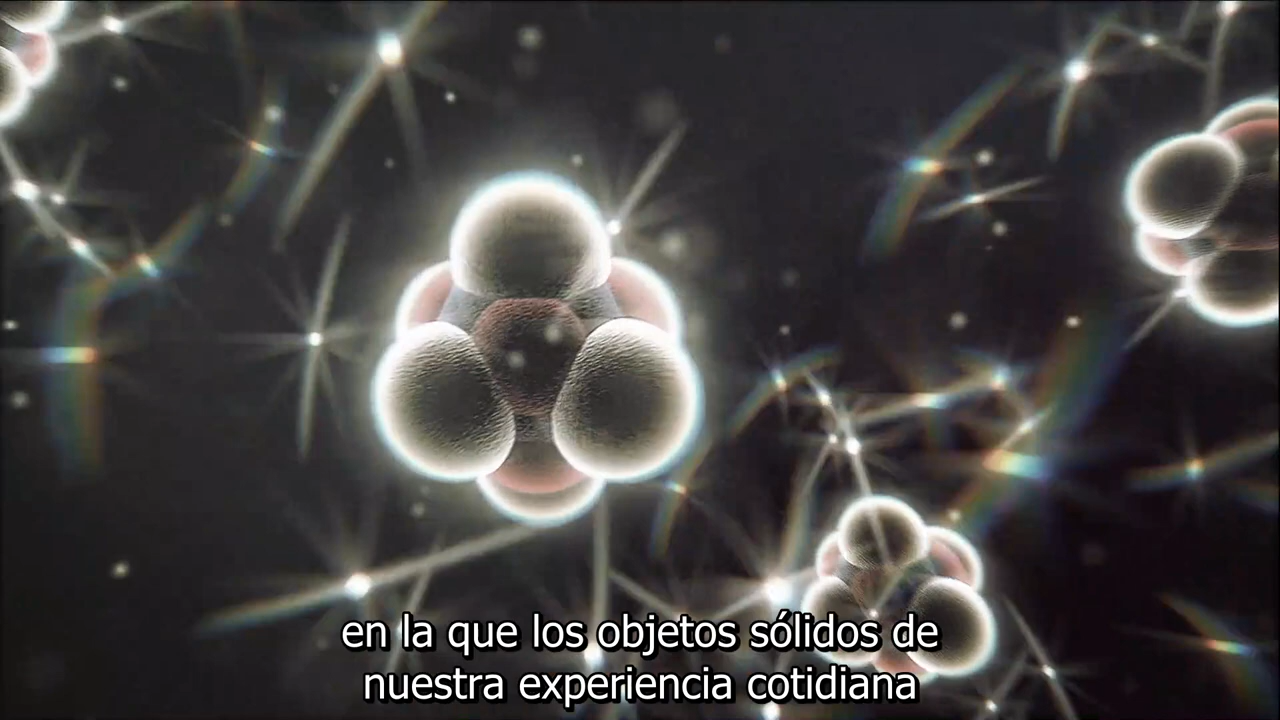 en la que los objetos sólidos de
nuestra experiencia cotidiana